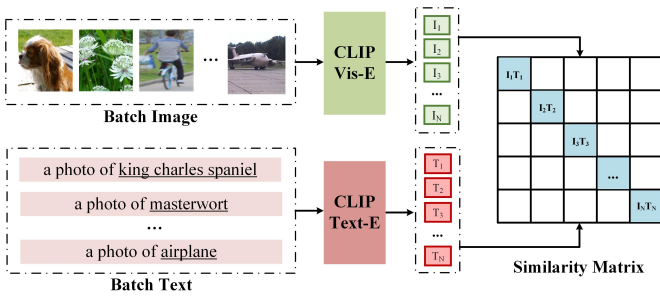 ...
Batch Image
CLIP
Vis-E
I1
I2
I3
...
IN
a photo of king charles spaniel
a photo of masterwort
...
a photo of airplane
Batch Text
CLIP
Text-E
T1
T2
T3
...
TN
I1T1
I2T2
I3T3
...
INTN
Similarity Matrix